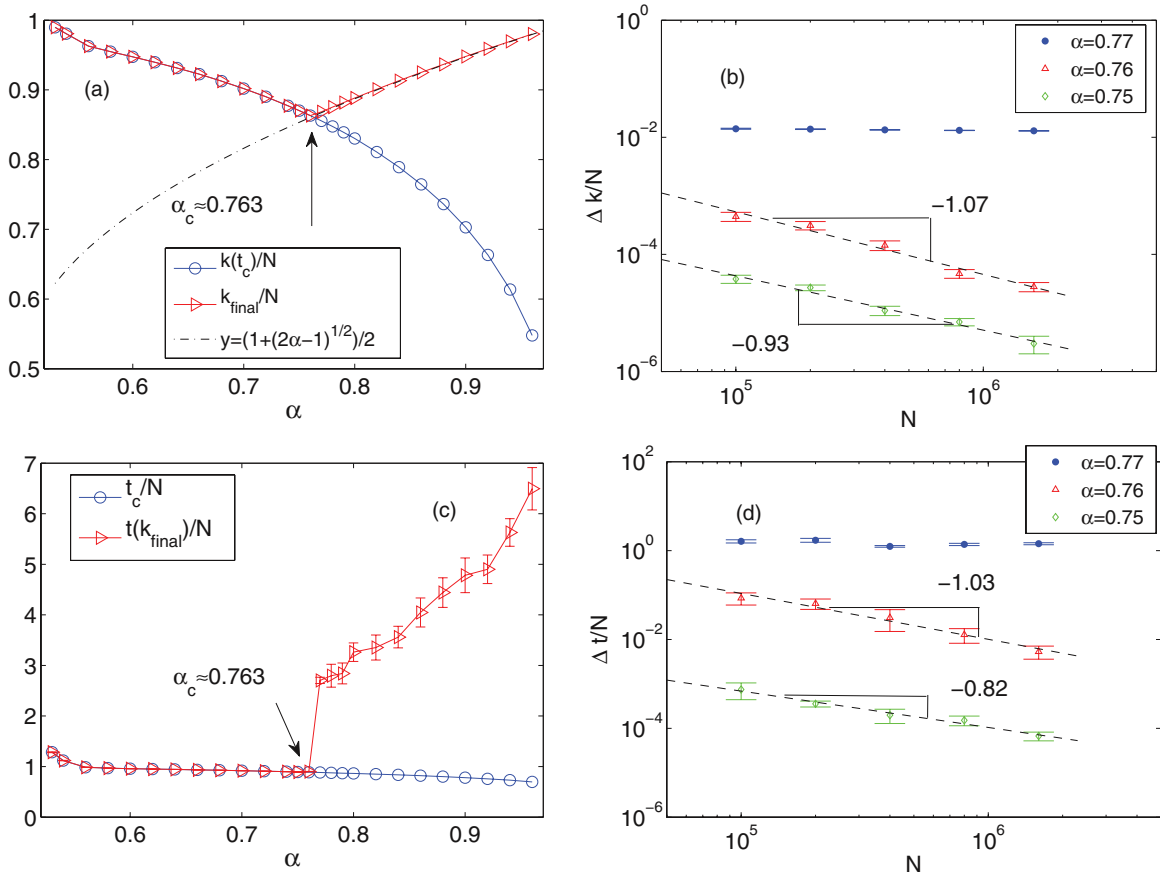 1
0.9
0.8
0.7
0.6
0.5
0.6 0.7 0.8 0.9
α
(a)
α_c≈0.763
k(t_c)/N
k_final/N
y=(1+(2α−1)^{1/2})/2
10^0
10^{−2}
10^{−4}
10^{−6}
Δ k/N
10^5 10^6
N
(b)
α=0.77
α=0.76
α=0.75
−1.07
−0.93
7
6
5
4
3
2
1
0
0.6 0.7 0.8 0.9
α
t_c/N
t(k_final)/N
(c)
α_c≈0.763
10^2
10^0
10^{−2}
10^{−4}
10^{−6}
Δ t/N
10^5 10^6
N
(d)
α=0.77
α=0.76
α=0.75
−1.03
−0.82